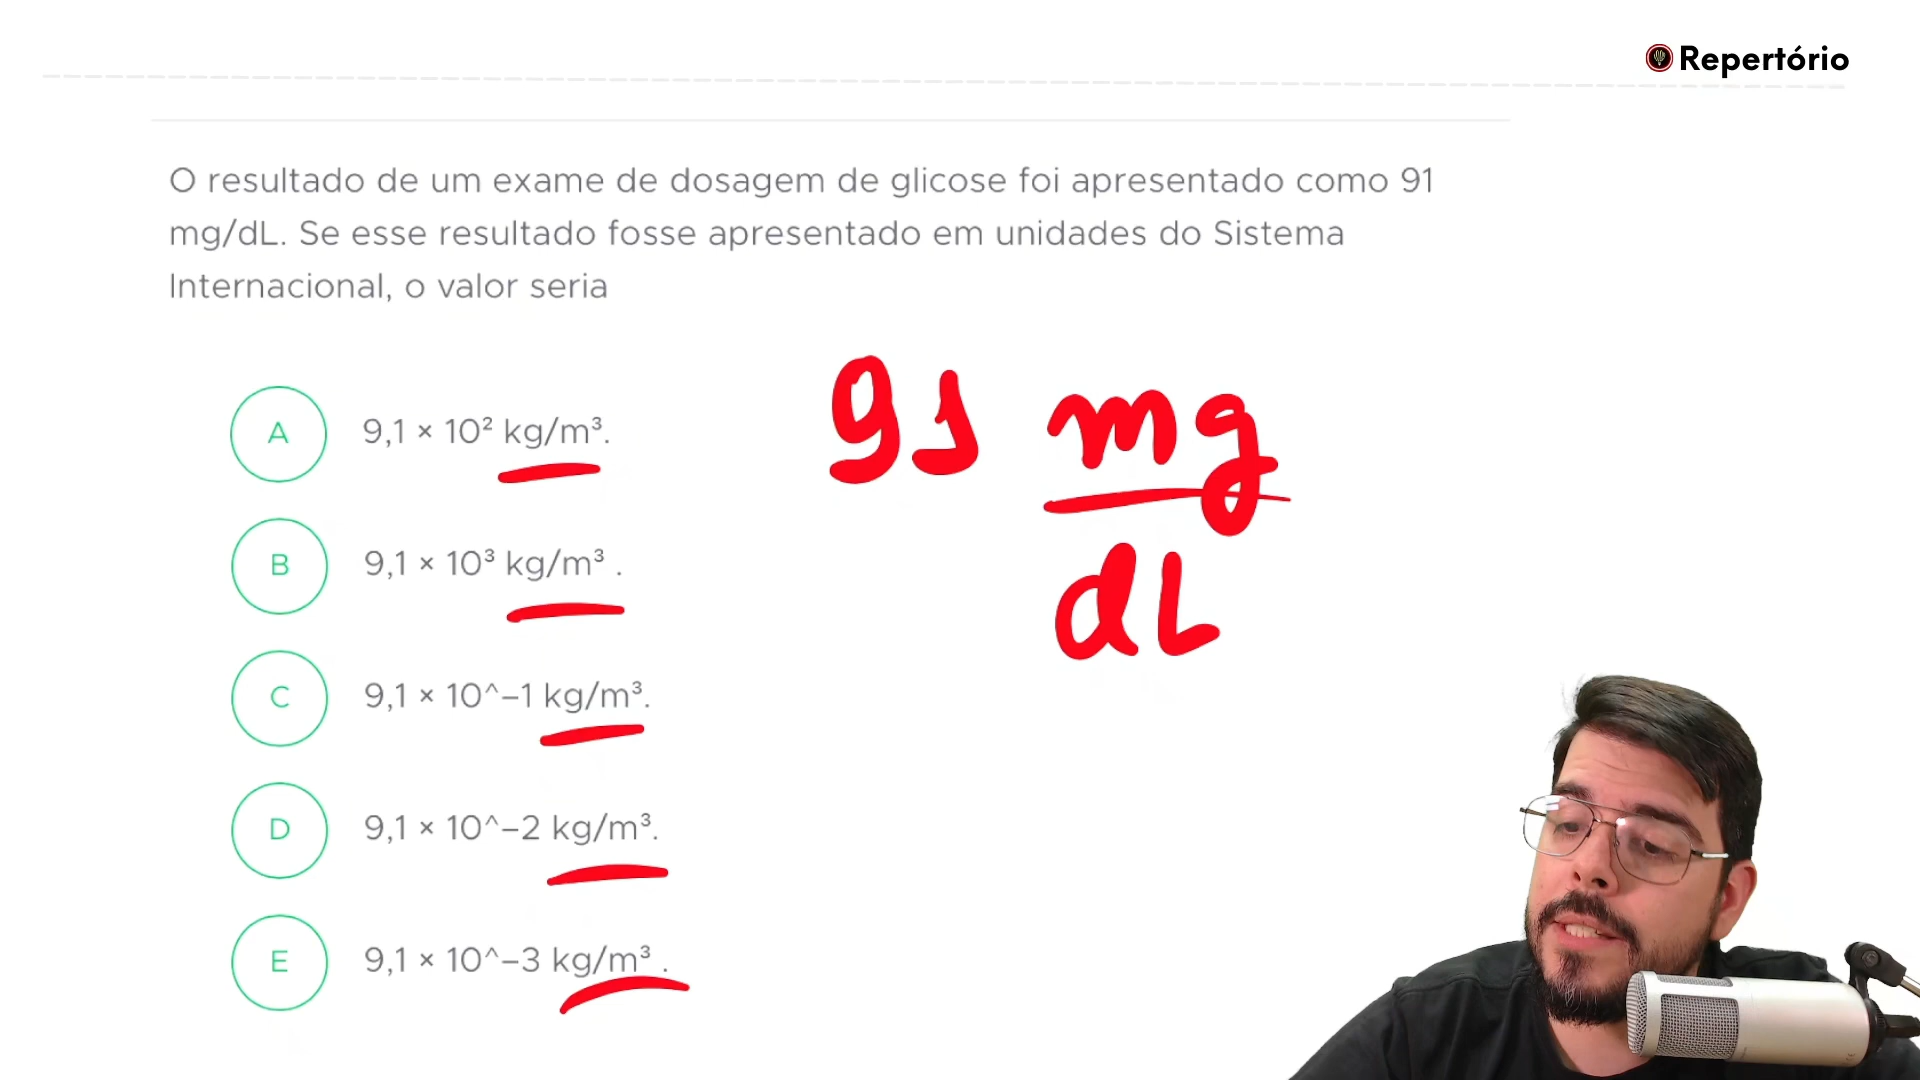 Repertório
O resultado de um exame de dosagem de glicose foi apresentado como 91
mg/dL. Se esse resultado fosse apresentado em unidades do Sistema
Internacional, o valor seria
A 9,1 × 10² kg/m³.
B 9,1 × 10³ kg/m³ .
C 9,1 × 10^–1 kg/m³.
D 9,1 × 10^–2 kg/m³.
E 9,1 × 10^–3 kg/m³ .
91 mg
dL